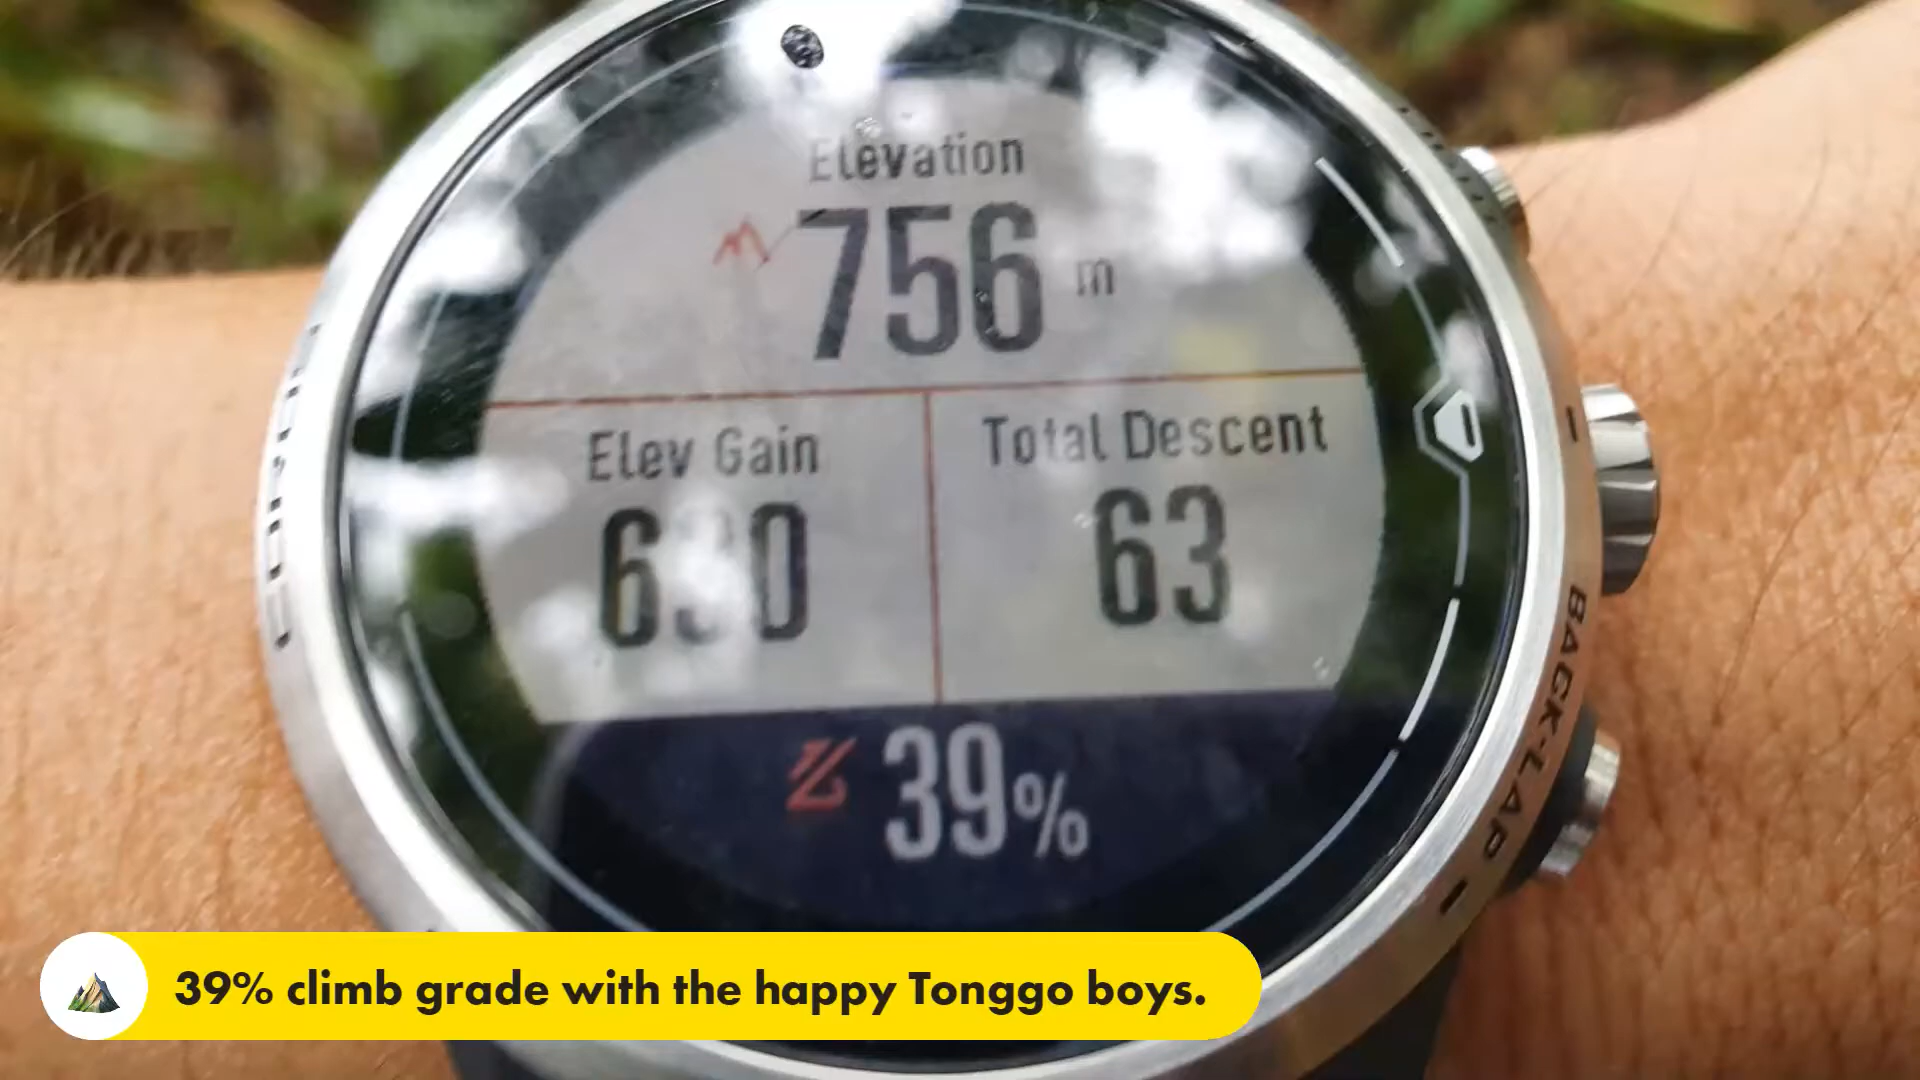 Elevation
756 m
Elev Gain
Total Descent
63
39%
BACK·LAP
39% climb grade with the happy Tonggo boys.